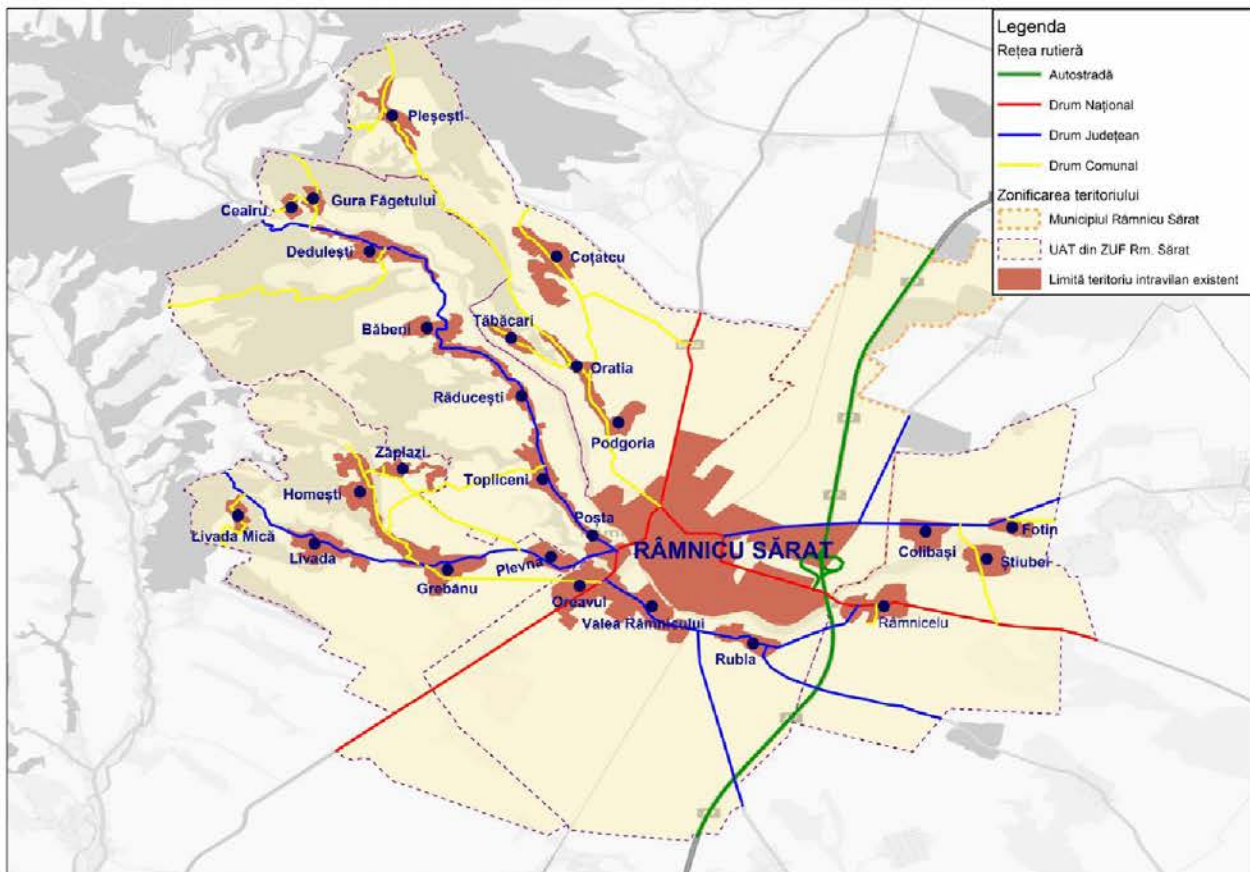 Legenda
Rețea rutieră
Autostradă
Drum Național
Drum Județean
Drum Comunal
Zonificarea teritoriului
Municipiul Râmnicu Sărat
UAT din ZUF Rm. Sărat
Limită teritoriu intravilan existent
Pleșești
Gura Făgetului
Ceairu
Dedulești
Coțatcu
Băbeni
Tăbăcari
Oratia
Răducești
Podgoria
Zăplazi
Topliceni
Homești
Poșta
Livada Mică
Livada
RÂMNICU SĂRAT
Fotin
Colibași
Știubei
Plevna
Grebănu
Oreavul
Valea Râmnicului
Râmnicelu
Rubla